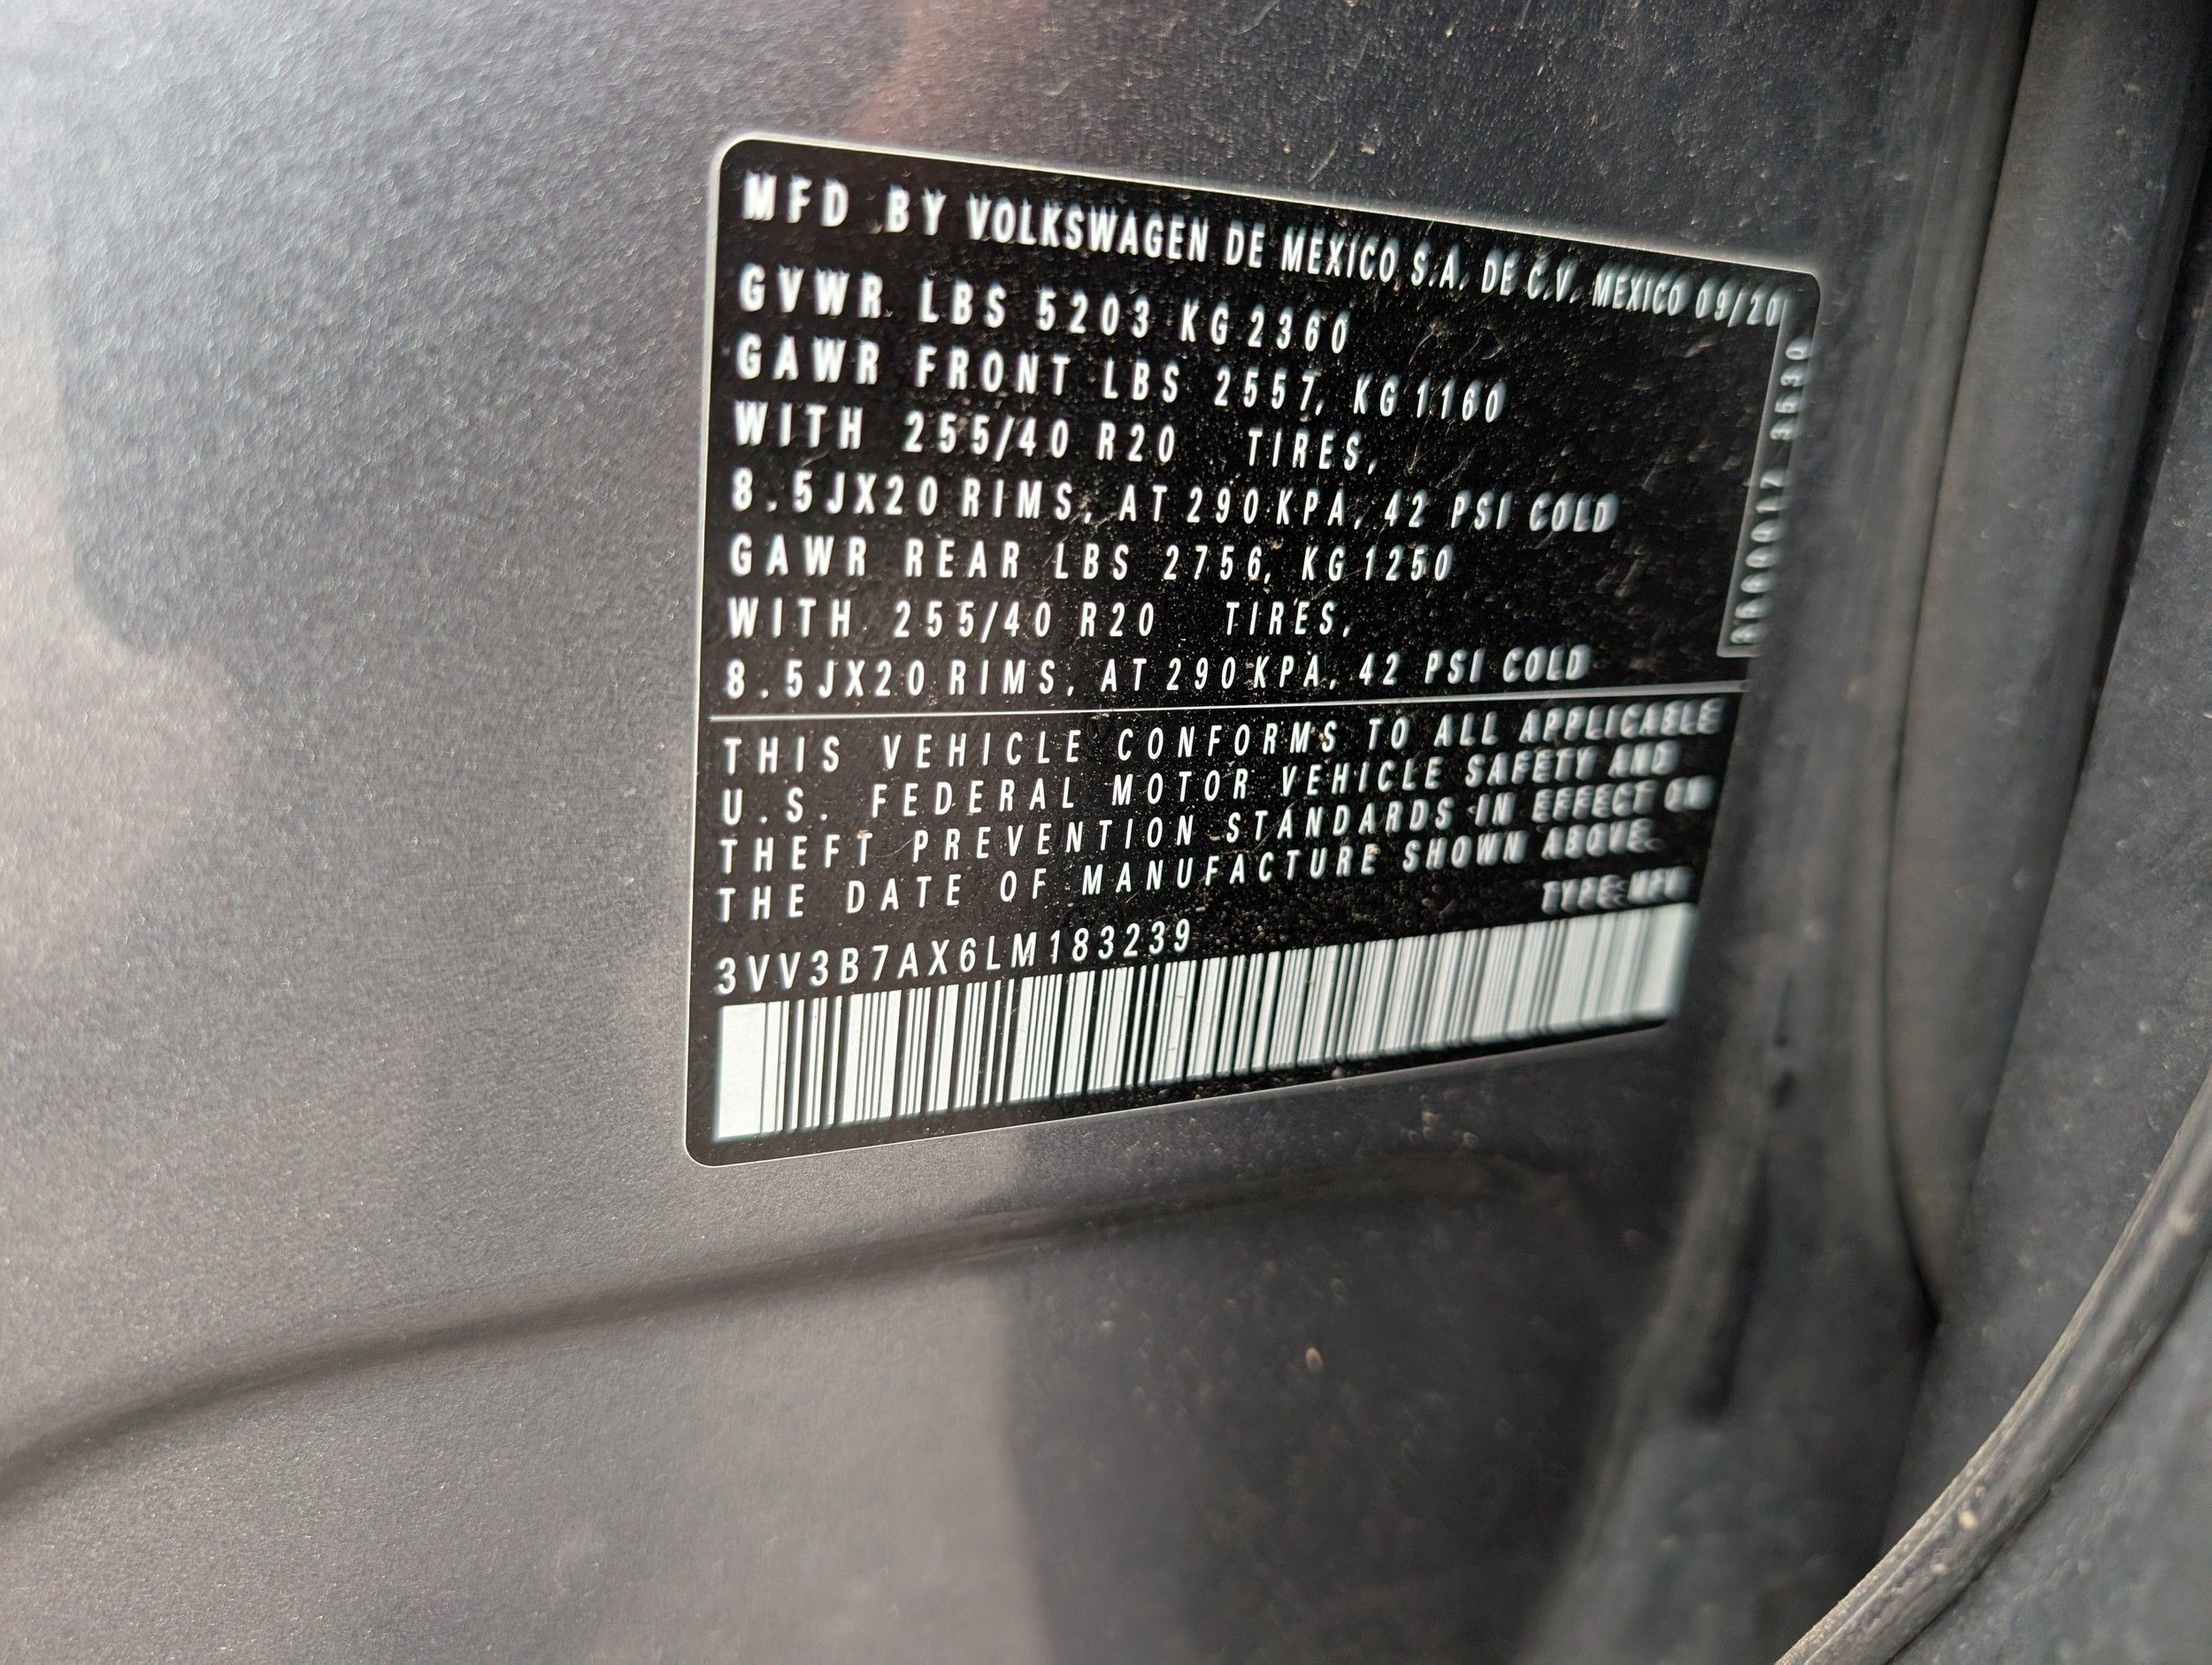 MFD BY VOLKSWAGEN DE MEXICO S.A. DE C.V. MEXICO 09/20
GVWR LBS 5203 KG 2360
GAWR FRONT LBS 2557, KG 1160
WITH 255/40 R20 TIRES,
8.5JX20 RIMS, AT 290 KPA, 42 PSI COLD
GAWR REAR LBS 2756, KG 1250
WITH 255/40 R20 TIRES,
8.5JX20 RIMS, AT 290 KPA, 42 PSI COLD
THIS VEHICLE CONFORMS TO ALL APPLICABLE
U.S. FEDERAL MOTOR VEHICLE SAFETY AND
THEFT PREVENTION STANDARDS IN EFFECT ON
THE DATE OF MANUFACTURE SHOWN ABOVE.
TYPE: MPV
3VV3B7AX6LM183239